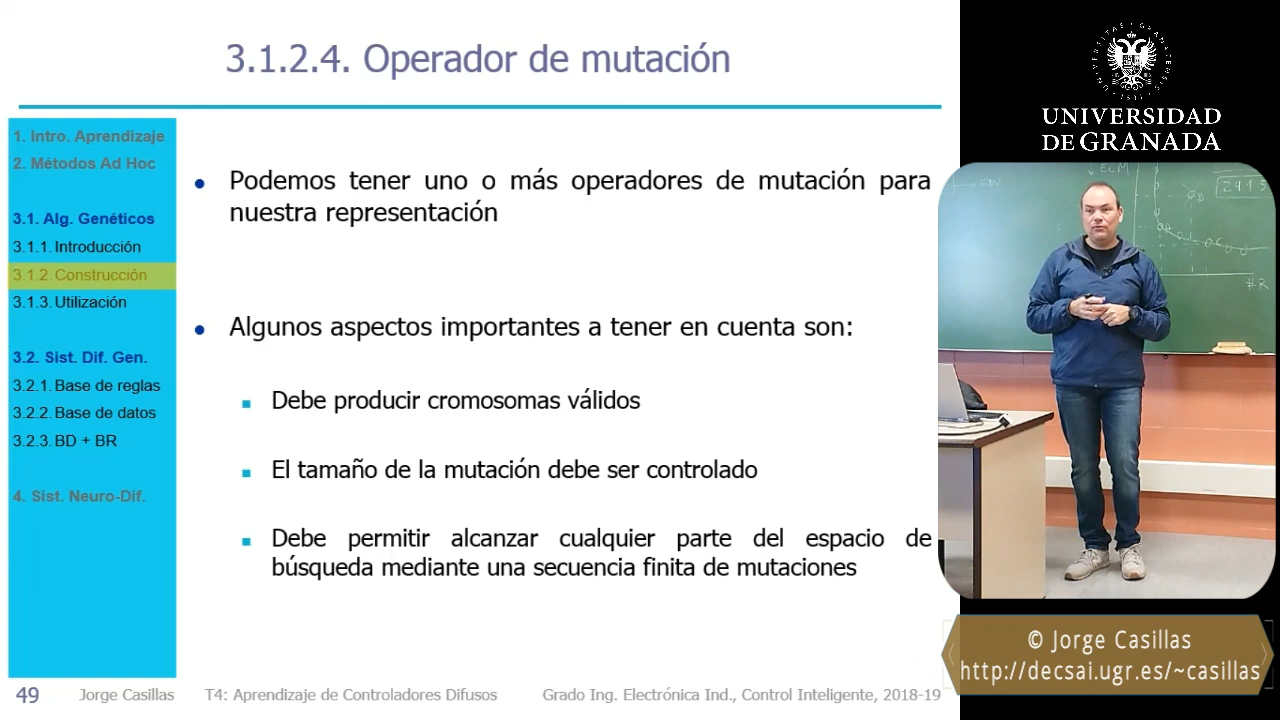 3.1.2.4. Operador de mutación
1. Intro. Aprendizaje
2. Métodos Ad Hoc
3.1. Alg. Genéticos
3.1.1. Introducción
3.1.2. Construcción
3.1.3. Utilización
3.2. Sist. Dif. Gen.
3.2.1. Base de reglas
3.2.2. Base de datos
3.2.3. BD + BR
4. Sist. Neuro-Dif.
Podemos tener uno o más operadores de mutación para
nuestra representación
Algunos aspectos importantes a tener en cuenta son:
Debe producir cromosomas válidos
El tamaño de la mutación debe ser controlado
Debe permitir alcanzar cualquier parte del espacio de
búsqueda mediante una secuencia finita de mutaciones
49 Jorge Casillas T4: Aprendizaje de Controladores Difusos Grado Ing. Electrónica Ind., Control Inteligente, 2018-19
UNIVERSIDAD
DE GRANADA
ECM
#R
© Jorge Casillas
http://decsai.ugr.es/~casillas